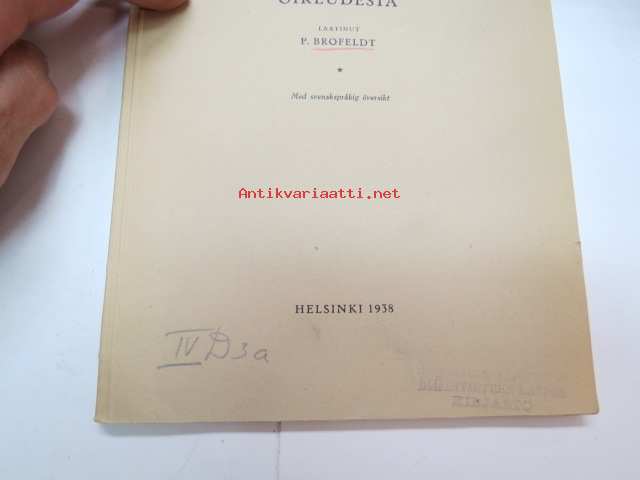 OIKEUDESTA
LAATINUT
P. BROFELDT
Med svenskspråkig översikt
Antikvariaatti.net
HELSINKI 1938
IV D3a